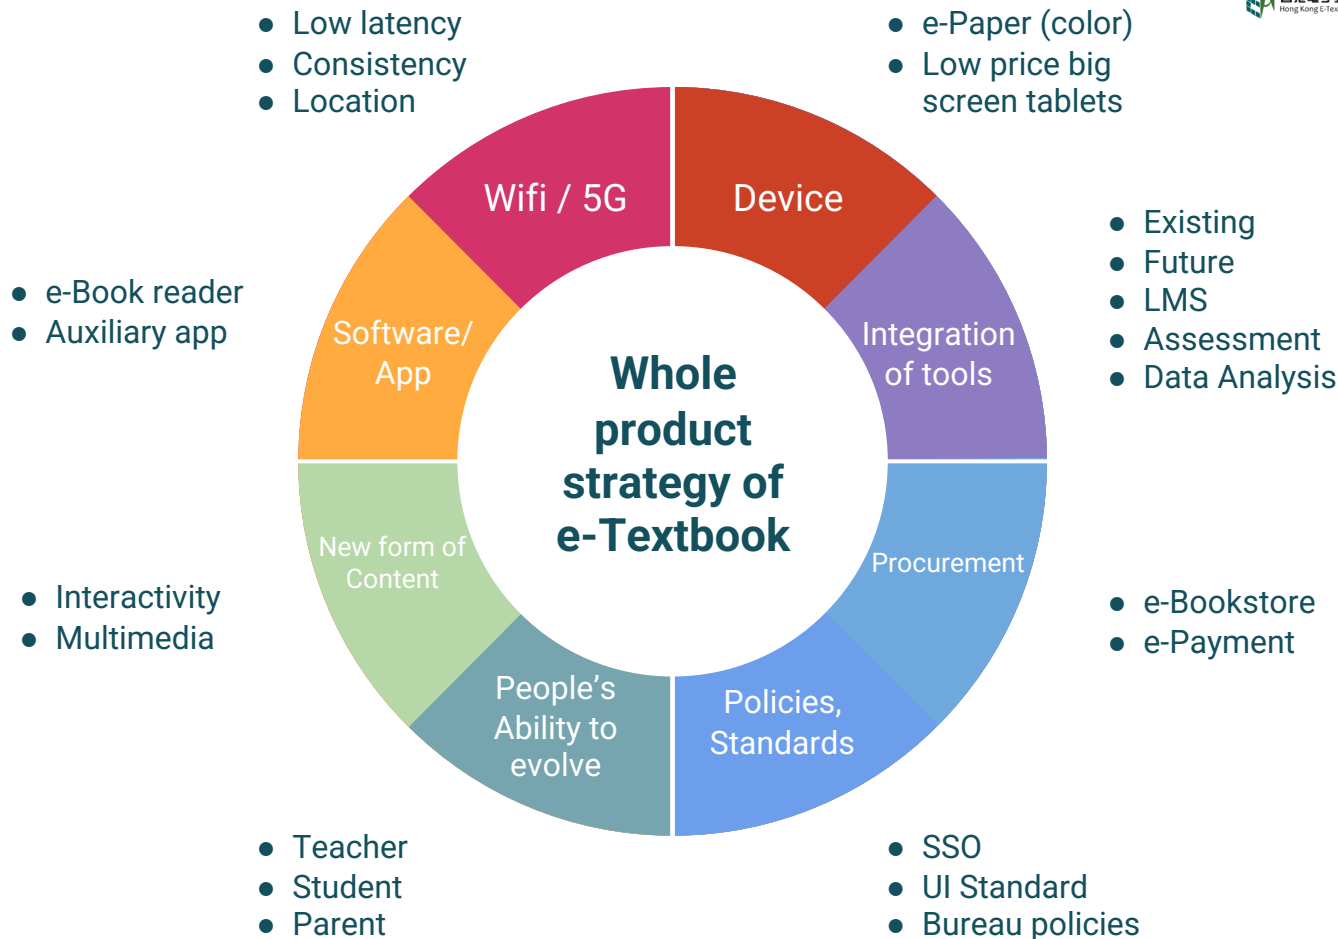 Hong Kong E-Tex
● Low latency
● Consistency
● Location
● e-Paper (color)
● Low price big
screen tablets
Wifi / 5G
Device
● Existing
● Future
● LMS
● Assessment
● Data Analysis
● e-Book reader
● Auxiliary app
Software/
App
Integration
of tools
Whole
product
strategy of
e-Textbook
New form of
Content
Procurement
● Interactivity
● Multimedia
● e-Bookstore
● e-Payment
People's
Ability to
evolve
Policies,
Standards
● Teacher
● Student
● Parent
● SSO
● UI Standard
● Bureau policies